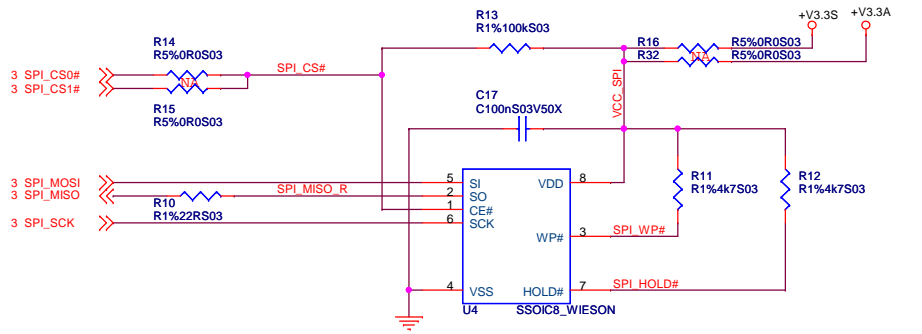 R13
R1%100kS03
+V3.3S
+V3.3A
R14
R5%0R0S03
R16
R5%0R0S03
R32
NA
R5%0R0S03
3 SPI_CS0#
SPI_CS#
3 SPI_CS1#
NA
R15
R5%0R0S03
C17
C100nS03V50X
VCC_SPI
3 SPI_MOSI
5
SI
VDD
8
R11
R1%4k7S03
R12
R1%4k7S03
3 SPI_MISO
SPI_MISO_R
2
SO
R10
R1%22RS03
1
CE#
3 SPI_SCK
6
SCK
WP#
3
SPI_WP#
4
VSS
HOLD#
7
SPI_HOLD#
U4
SSOIC8_WIESON